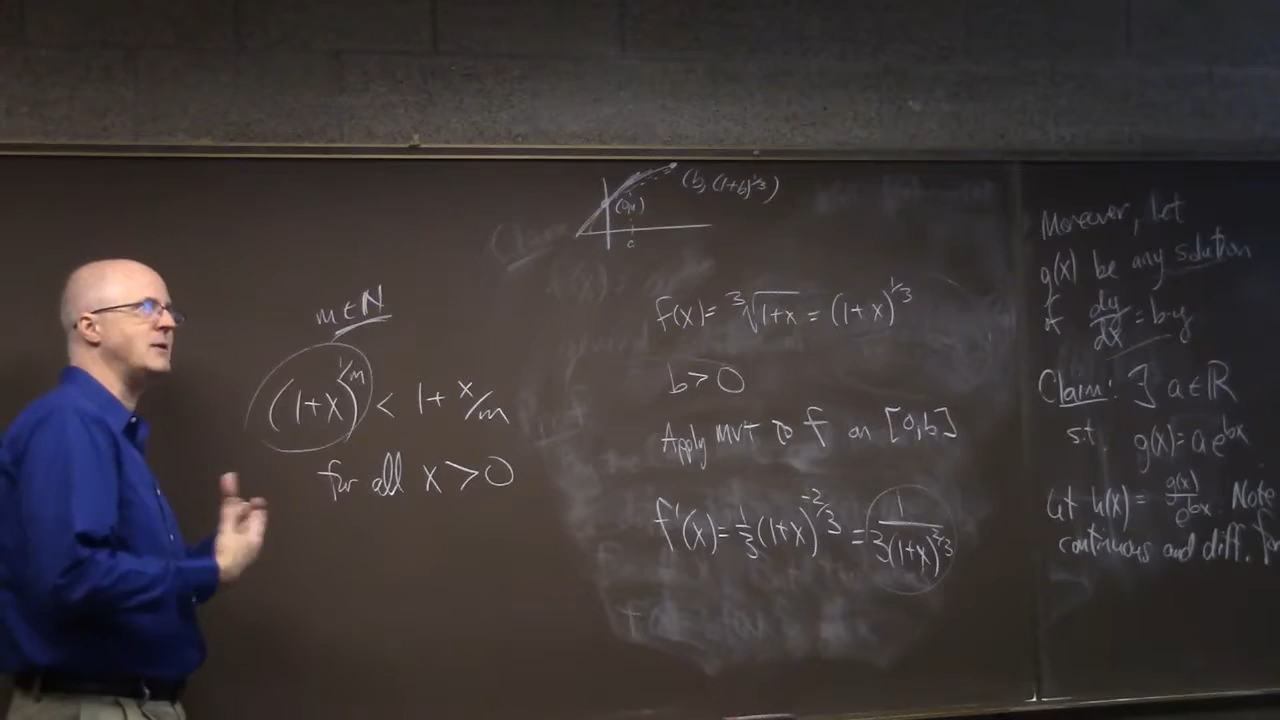 m∈ℕ
(1+x)^{1/m} < 1 + x/m
for all x > 0
(b, (1+b)^{1/3})
(0,1)
f(x) = ∛(1+x) = (1+x)^{1/3}
b > 0
Apply MVT to f on [0,b]
f'(x) = 1/3 (1+x)^{-2/3} = 1/(3(1+x)^{2/3})
Moreover, let
g(x) be any solution
of dy/dx = b·y
Claim: ∃ a∈ℝ
s.t. g(x) = a e^{bx}
Let h(x) = g(x)/e^{bx}. Note
continuous and diff. for